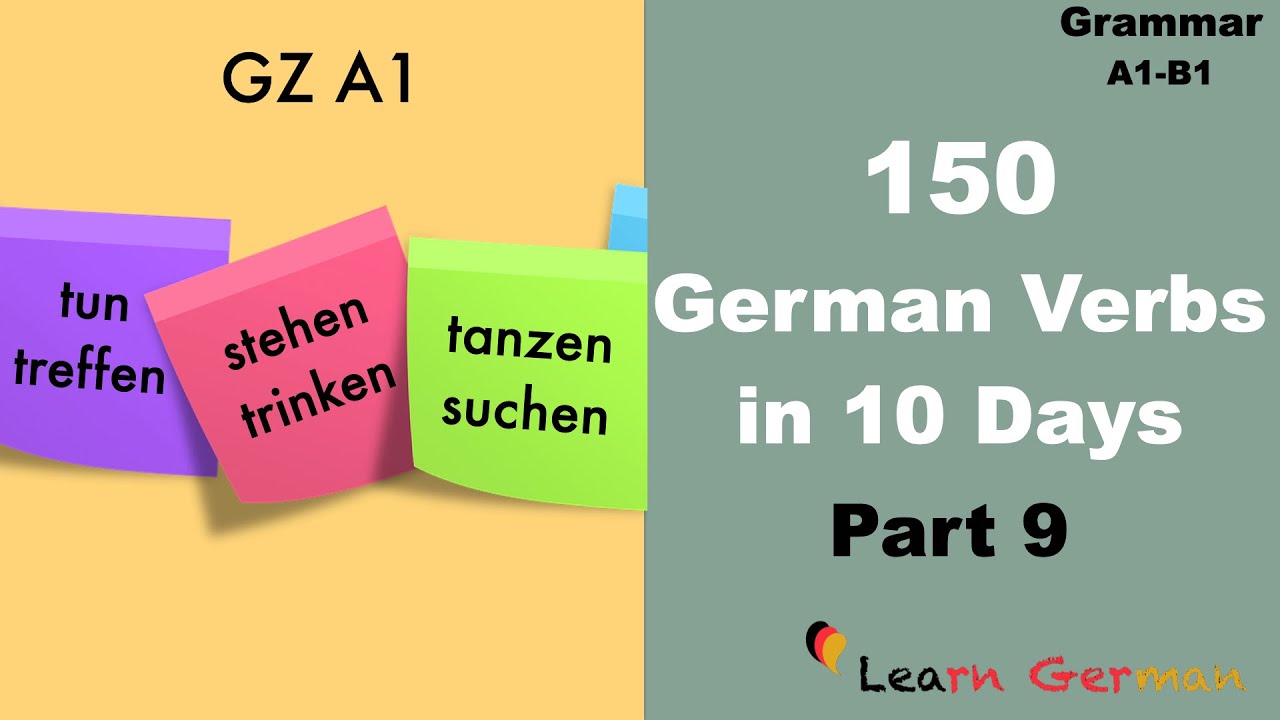 GZ A1
tun
treffen
stehen
trinken
tanzen
suchen
Grammar
A1-B1
150
German Verbs
in 10 Days
Part 9
Learn German